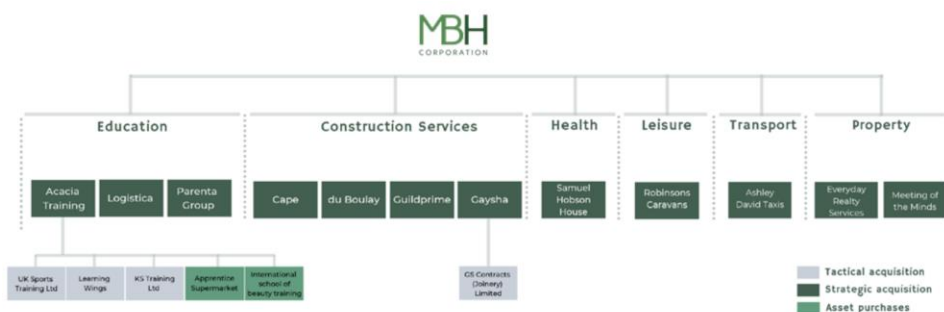 MBH
CORPORATION
Education
Construction Services
Health
Leisure
Transport
Property
Acacia
Training
Logistica
Parenta
Group
Cape
du Boulay
Guildprime
Gaysha
Samuel
Hobson
House
Robinsons
Caravans
Ashley
David Taxis
Everyday
Realty
Services
Meeting of
the Minds
UK Sports
Training Ltd
Learning
Wings
KS Training
Ltd
Apprentice
Supermarket
International
school of
beauty training
GS Contracts
(Joinery)
Limited
Tactical acquisition
Strategic acquisition
Asset purchases